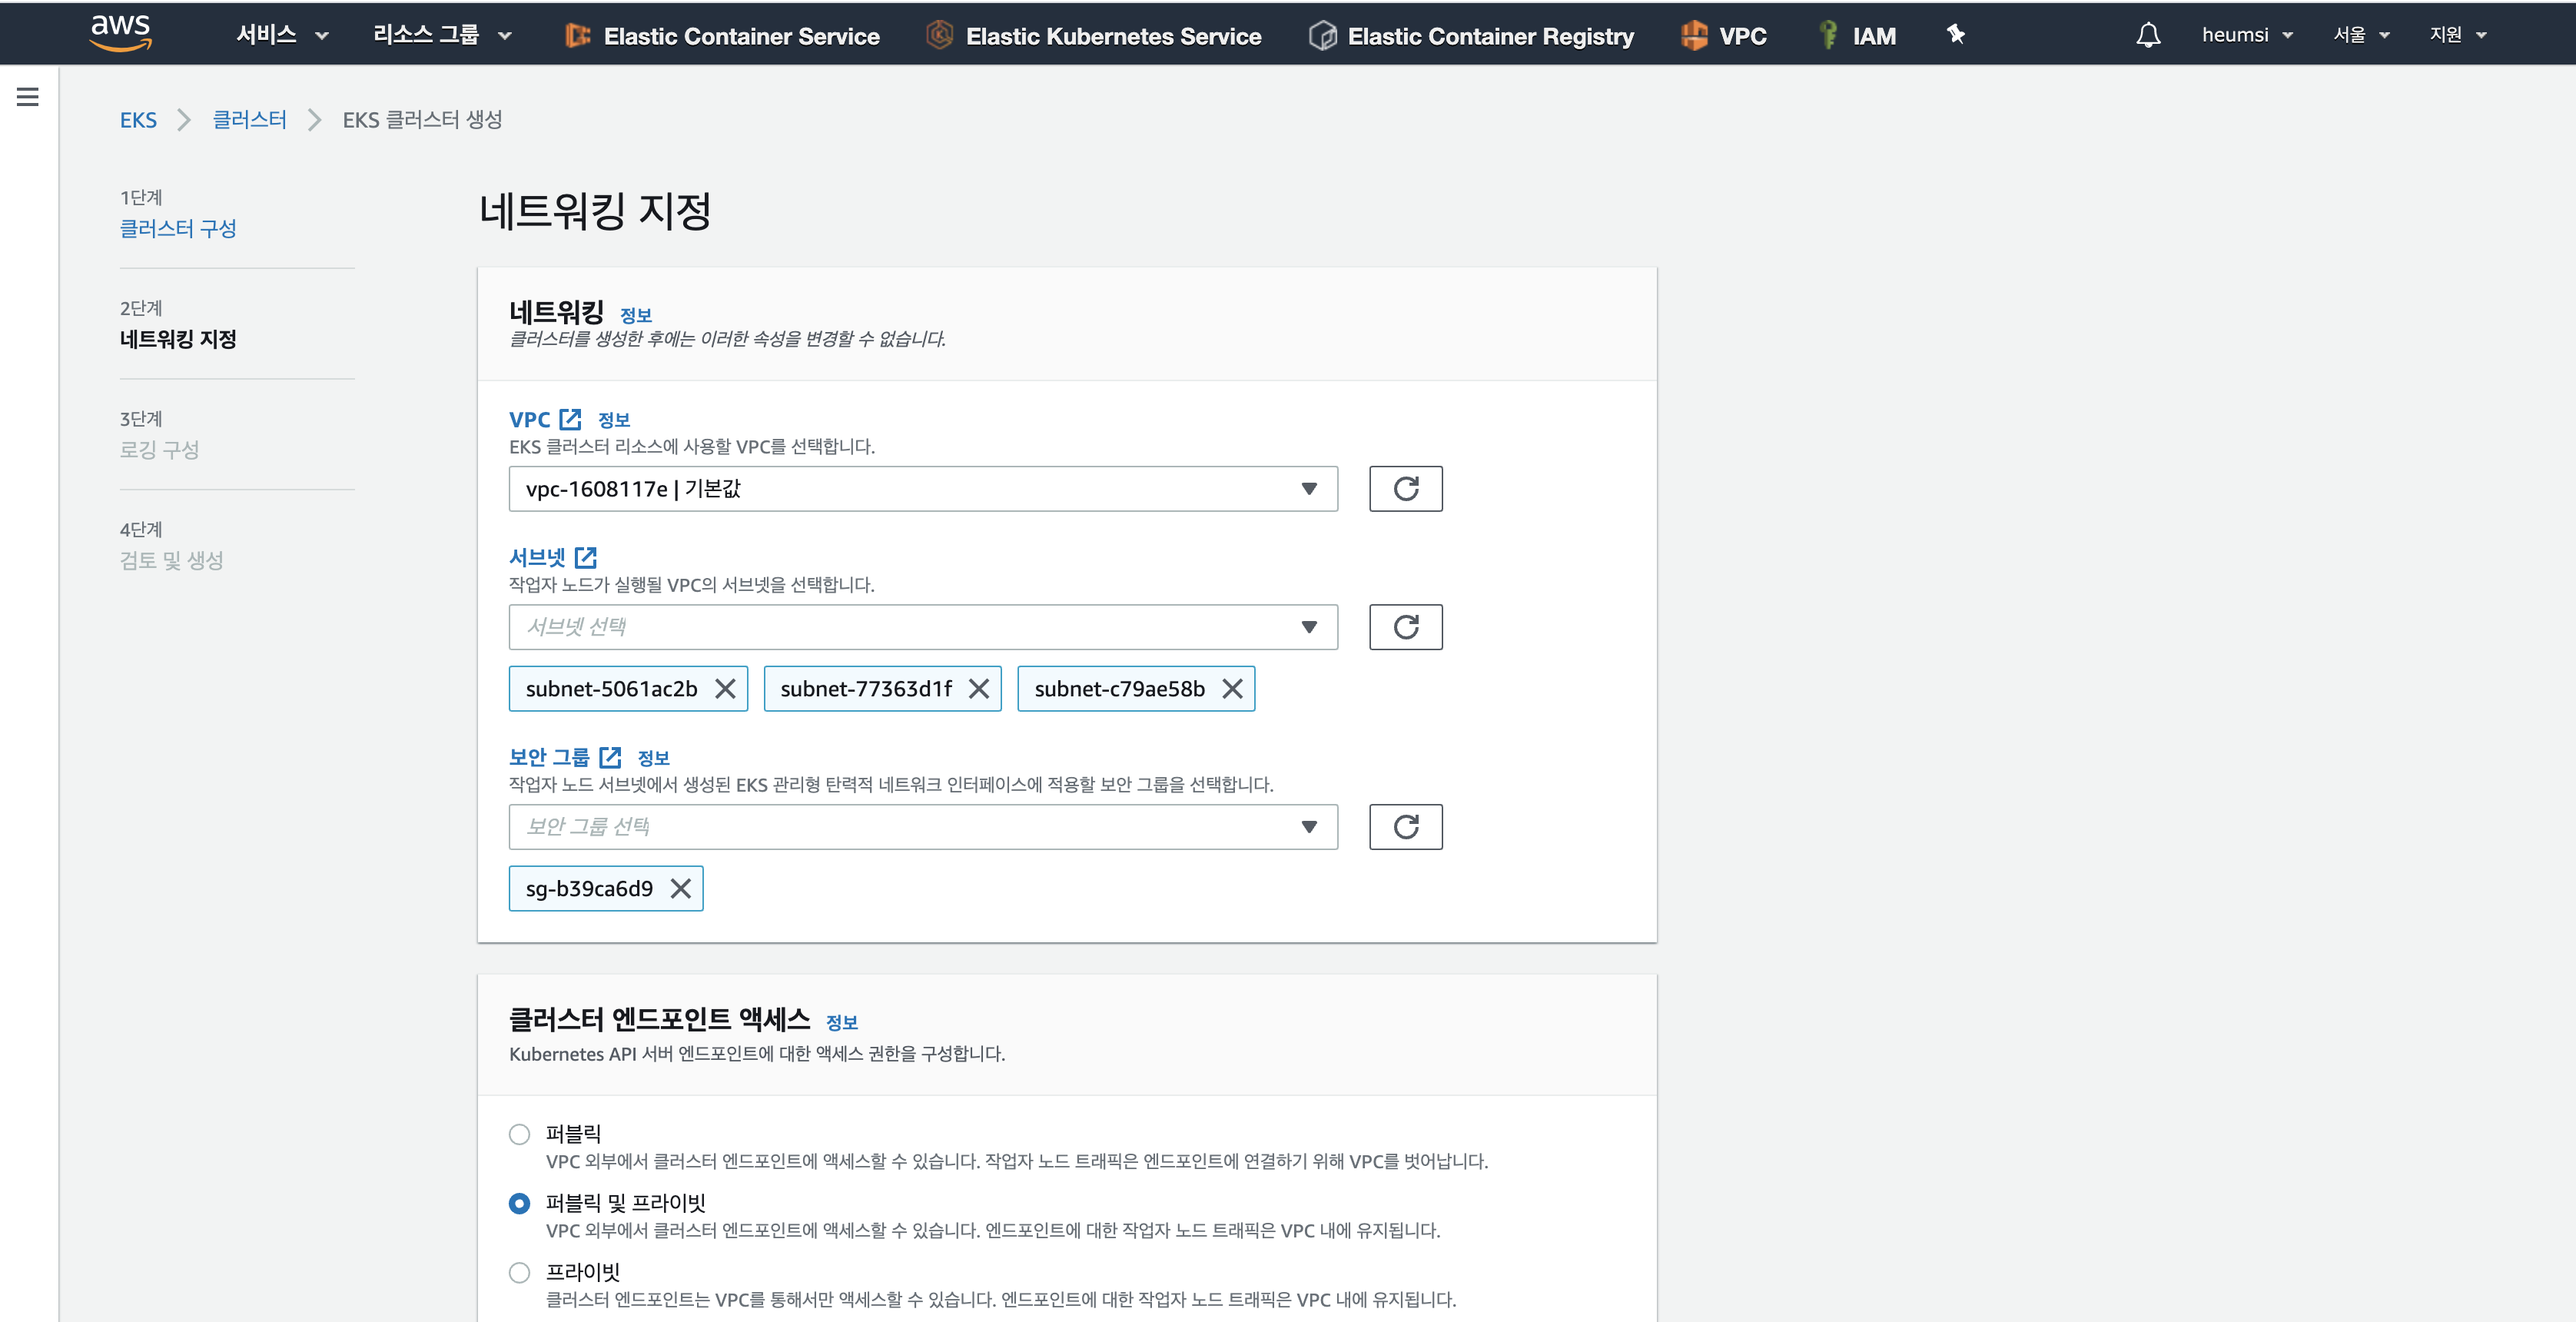 aws 서비스 리소스 그룹 Elastic Container Service Elastic Kubernetes Service Elastic Container Registry VPC IAM heumsi 서울 지원
EKS 클러스터 EKS 클러스터 생성
1단계
클러스터 구성
2단계
네트워킹 지정
3단계
로깅 구성
4단계
검토 및 생성
네트워킹 지정
네트워킹 정보
클러스터를 생성한 후에는 이러한 속성을 변경할 수 없습니다.
VPC 정보
EKS 클러스터 리소스에 사용할 VPC를 선택합니다.
vpc-1608117e | 기본값
서브넷
작업자 노드가 실행될 VPC의 서브넷을 선택합니다.
서브넷 선택
subnet-5061ac2b subnet-77363d1f subnet-c79ae58b
보안 그룹 정보
작업자 노드 서브넷에서 생성된 EKS 관리형 탄력적 네트워크 인터페이스에 적용할 보안 그룹을 선택합니다.
보안 그룹 선택
sg-b39ca6d9
클러스터 엔드포인트 액세스 정보
Kubernetes API 서버 엔드포인트에 대한 액세스 권한을 구성합니다.
퍼블릭
VPC 외부에서 클러스터 엔드포인트에 액세스할 수 있습니다. 작업자 노드 트래픽은 엔드포인트에 연결하기 위해 VPC를 벗어납니다.
퍼블릭 및 프라이빗
VPC 외부에서 클러스터 엔드포인트에 액세스할 수 있습니다. 엔드포인트에 대한 작업자 노드 트래픽은 VPC 내에 유지됩니다.
프라이빗
클러스터 엔드포인트는 VPC를 통해서만 액세스할 수 있습니다. 엔드포인트에 대한 작업자 노드 트래픽은 VPC 내에 유지됩니다.